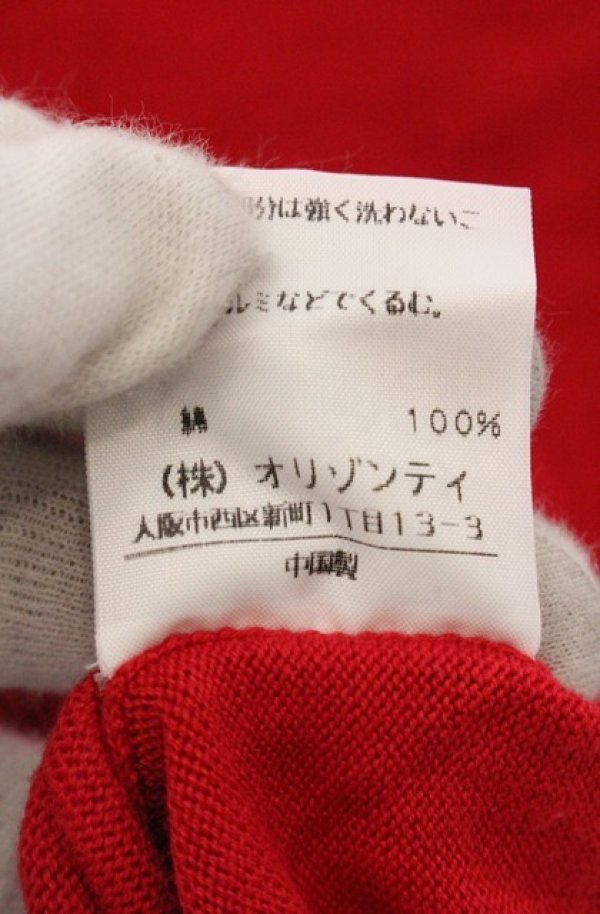 分は強く洗わないこ
ルミなどでくるむ。
綿 100%
(株) オリゾンティ
大阪市西区新町1丁目13-3
中国製